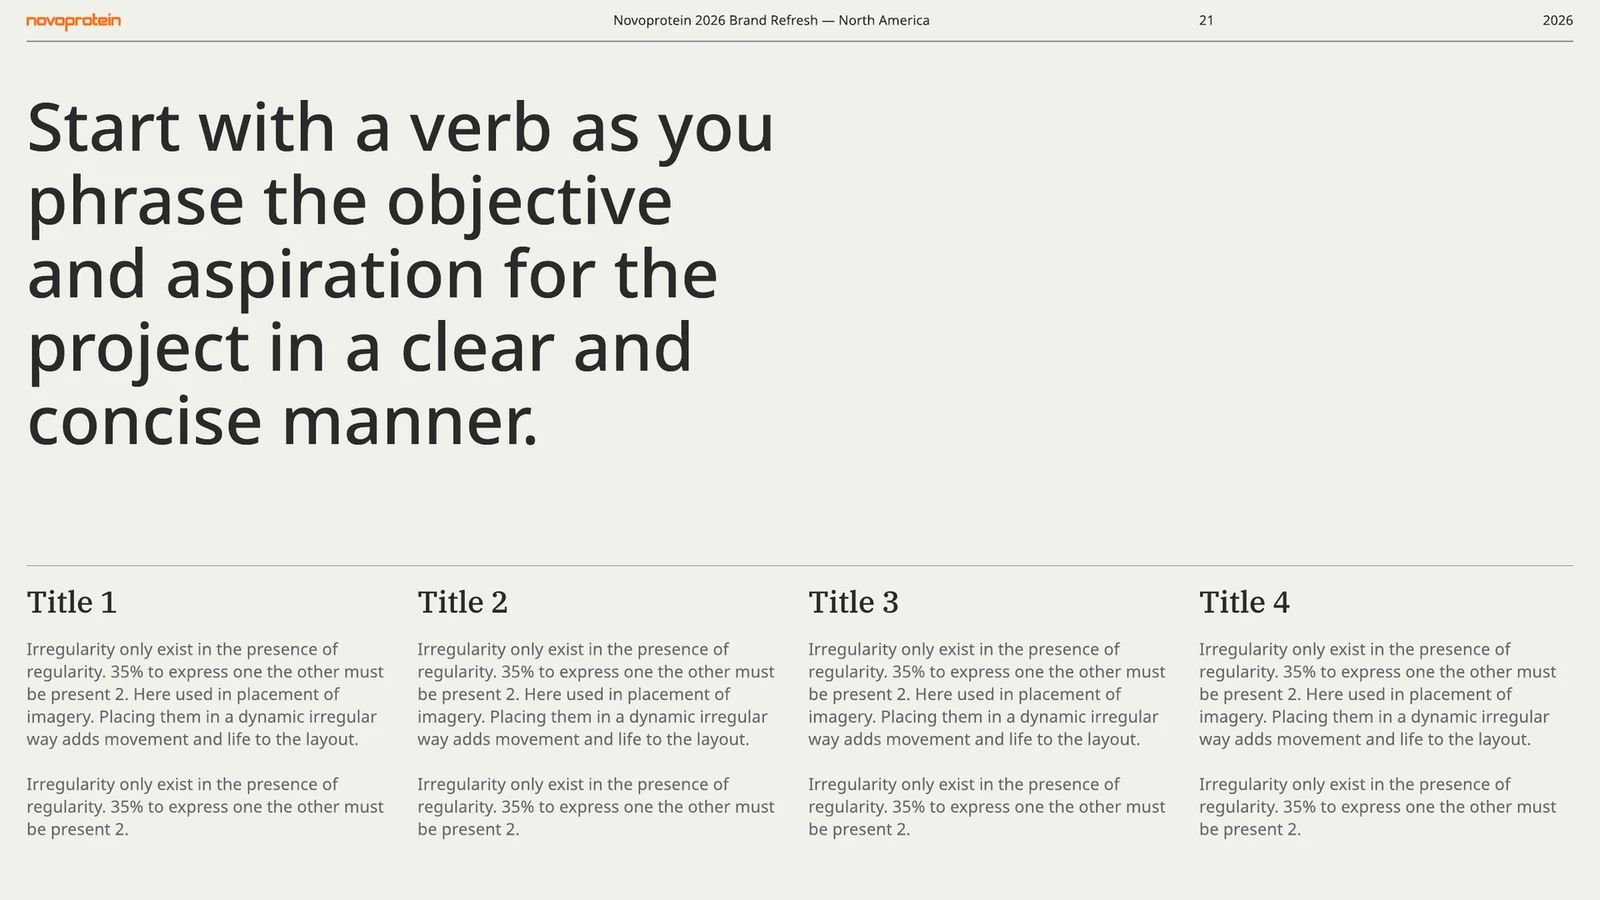 novoprotein
Novoprotein 2026 Brand Refresh — North America
21
2026
Start with a verb as you
phrase the objective
and aspiration for the
project in a clear and
concise manner.
Title 1
Irregularity only exist in the presence of
regularity. 35% to express one the other must
be present 2. Here used in placement of
imagery. Placing them in a dynamic irregular
way adds movement and life to the layout.
Irregularity only exist in the presence of
regularity. 35% to express one the other must
be present 2.
Title 2
Irregularity only exist in the presence of
regularity. 35% to express one the other must
be present 2. Here used in placement of
imagery. Placing them in a dynamic irregular
way adds movement and life to the layout.
Irregularity only exist in the presence of
regularity. 35% to express one the other must
be present 2.
Title 3
Irregularity only exist in the presence of
regularity. 35% to express one the other must
be present 2. Here used in placement of
imagery. Placing them in a dynamic irregular
way adds movement and life to the layout.
Irregularity only exist in the presence of
regularity. 35% to express one the other must
be present 2.
Title 4
Irregularity only exist in the presence of
regularity. 35% to express one the other must
be present 2. Here used in placement of
imagery. Placing them in a dynamic irregular
way adds movement and life to the layout.
Irregularity only exist in the presence of
regularity. 35% to express one the other must
be present 2.